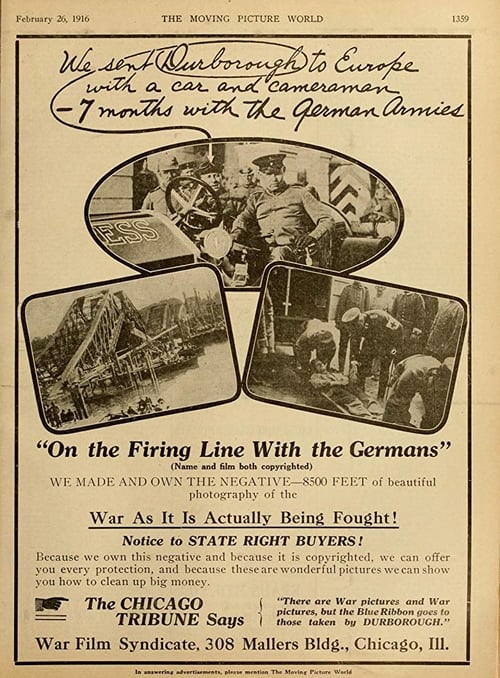 February 26, 1916 THE MOVING PICTURE WORLD 1359
We sent Durborough to Europe
with a car and cameraman
- 7 months with the German Armies
ESS
"On the Firing Line With the Germans"
(Name and film both copyrighted)
WE MADE AND OWN THE NEGATIVE—8500 FEET of beautiful
photography of the
War As It Is Actually Being Fought!
Notice to STATE RIGHT BUYERS!
Because we own this negative and because it is copyrighted, we can offer
you every protection, and because these are wonderful pictures we can show
you how to clean up big money.
The CHICAGO
TRIBUNE Says
"There are War pictures and War
pictures, but the Blue Ribbon goes to
those taken by DURBOROUGH."
War Film Syndicate, 308 Mallers Bldg., Chicago, Ill.
In answering advertisements, please mention The Moving Picture World